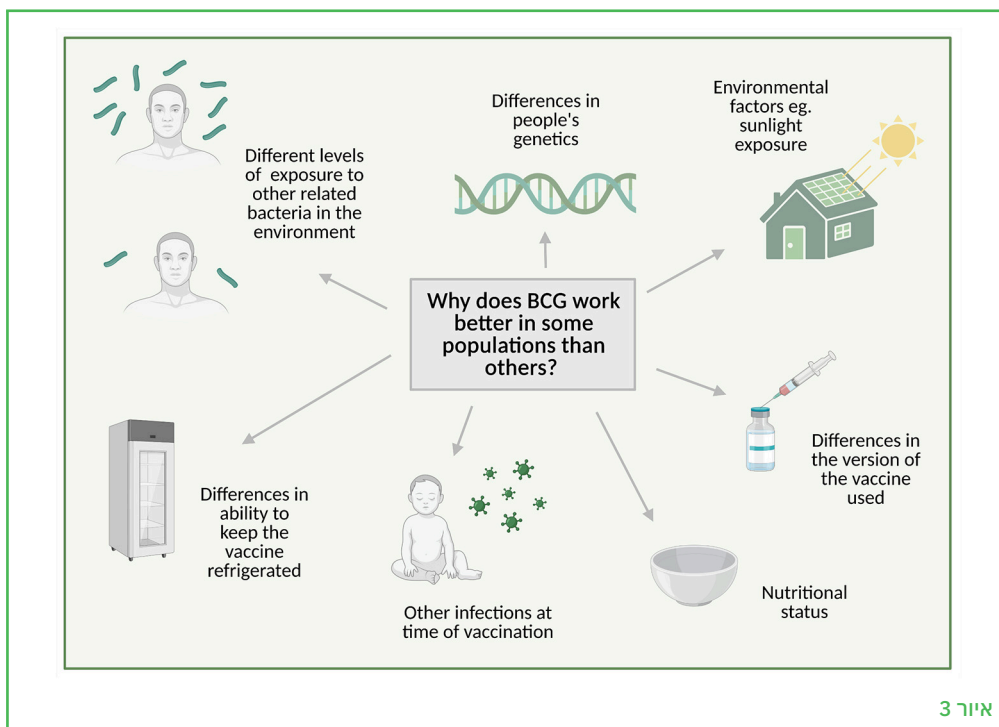 Differences in
people's
genetics
Environmental
factors eg.
sunlight
exposure
Different levels
of exposure to
other related
bacteria in the
environment
Why does BCG work
better in some
populations than
others?
Differences in
the version of
the vaccine
used
Differences in
ability to
keep the
vaccine
refrigerated
Other infections at
time of vaccination
Nutritional
status
איור 3